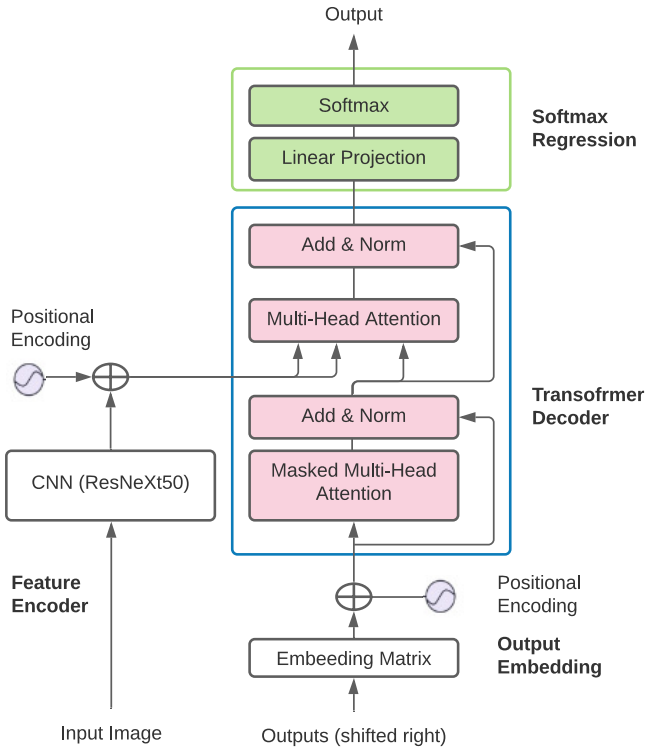 Output
Softmax
Linear Projection
Softmax
Regression
Add & Norm
Multi-Head Attention
Positional
Encoding
Add & Norm
Transofrmer
Decoder
CNN (ResNeXt50)
Masked Multi-Head
Attention
Feature
Encoder
Positional
Encoding
Embeeding Matrix
Output
Embedding
Input Image
Outputs (shifted right)